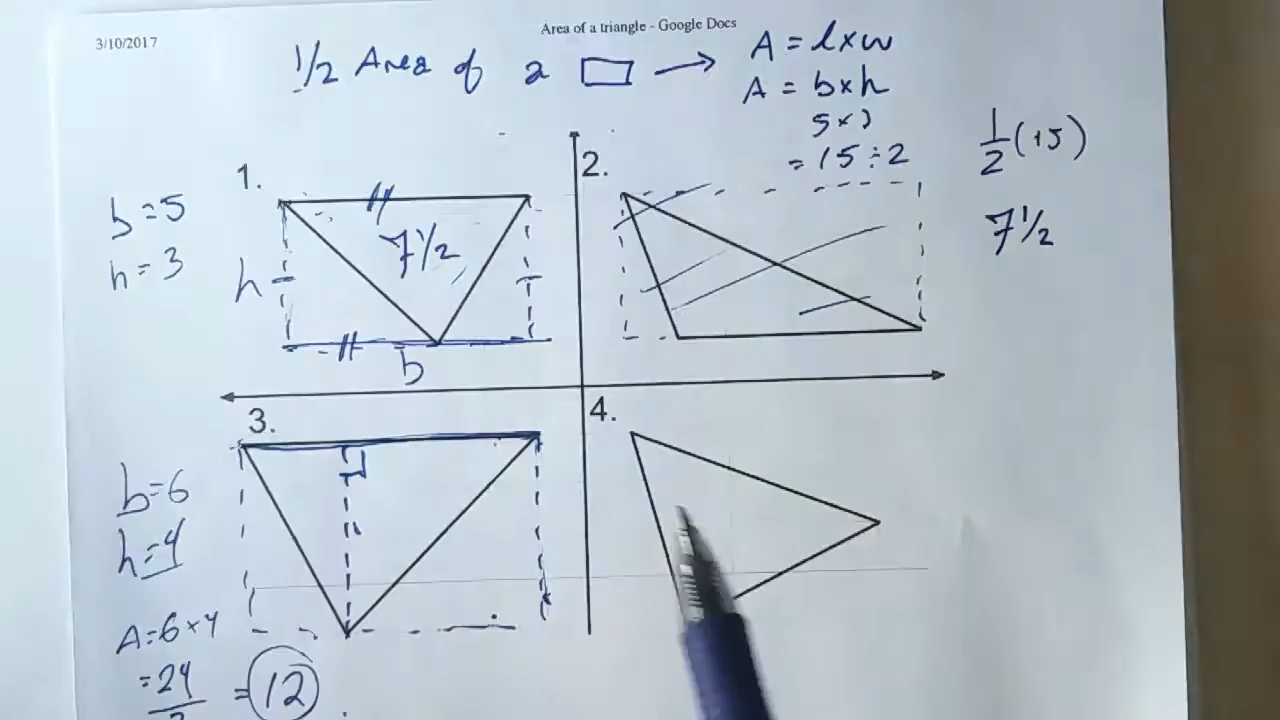 3/10/2017
Area of a triangle - Google Docs
1/2 Area of a → A = l x w
A = b x h
5 x 3
= 15 ÷ 2
1/2 (15)
7 1/2
1.
b = 5
h = 3
h
7 1/2
b
2.
3.
b = 6
h = 4
A = 6 x 4
= 24/2 = 12
4.